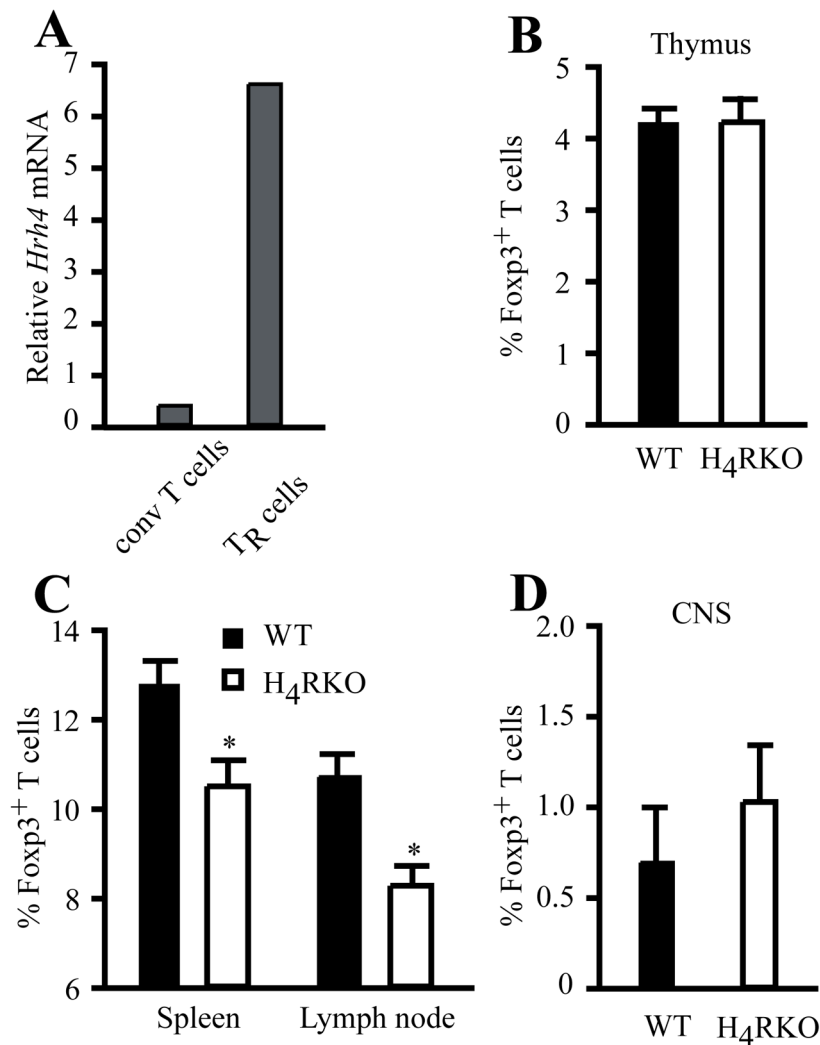 A
Relative Hrh4 mRNA
7
6
5
4
3
2
1
0
conv T cells
TR cells
B
Thymus
% Foxp3+ T cells
5
4
3
2
1
0
WT
H4RKO
C
WT
H4RKO
% Foxp3+ T cells
14
12
10
8
6
*
*
Spleen
Lymph node
D
CNS
% Foxp3+ T cells
2.0
1.5
1.0
0.5
0
WT
H4RKO